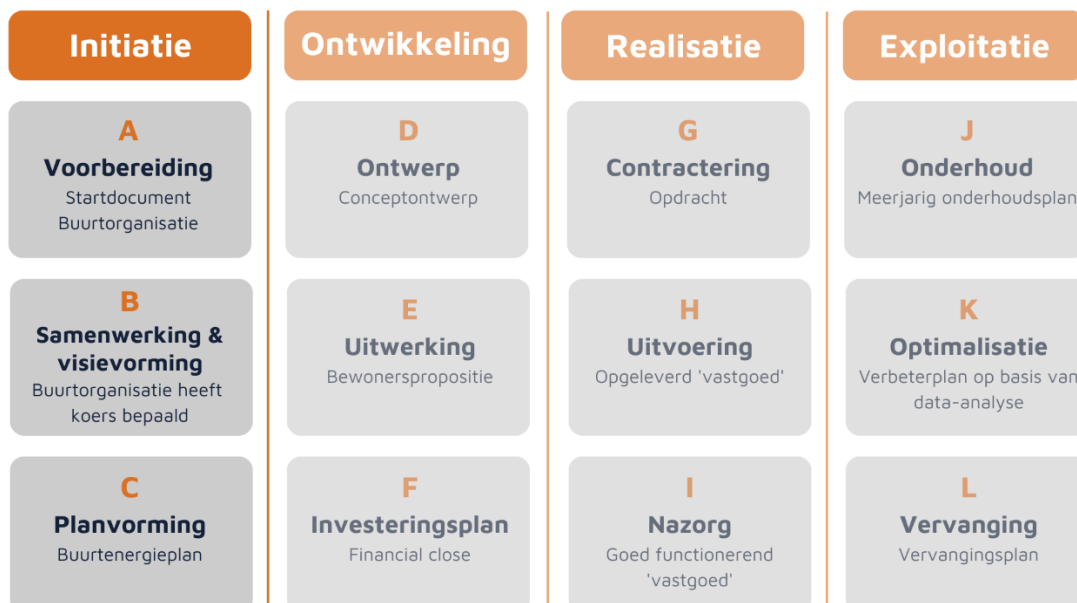 Initiatie
A
Voorbereiding
Startdocument
Buurtorganisatie
B
Samenwerking &
visievorming
Buurtorganisatie heeft
koers bepaald
C
Planvorming
Buurtenergieplan
Ontwikkeling
D
Ontwerp
Conceptontwerp
E
Uitwerking
Bewonerspropositie
F
Investeringsplan
Financial close
Realisatie
G
Contractering
Opdracht
H
Uitvoering
Opgeleverd 'vastgoed'
I
Nazorg
Goed functionerend
'vastgoed'
Exploitatie
J
Onderhoud
Meerjarig onderhoudsplan
K
Optimalisatie
Verbeterplan op basis van
data-analyse
L
Vervanging
Vervangingsplan